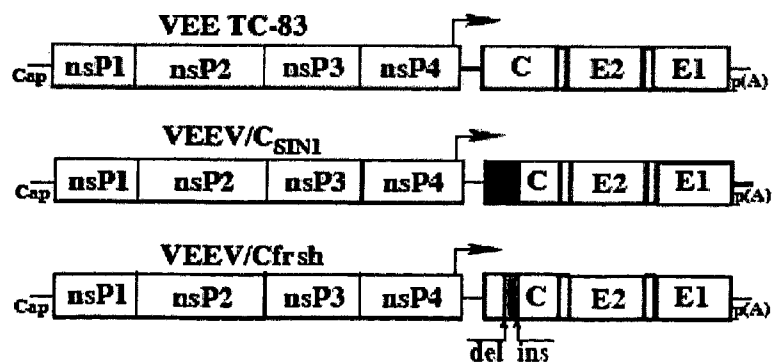 VEE TC-83
Cap nsP1 nsP2 nsP3 nsP4 C E2 E1 p(A)
VEEV/CSIN1
Cap nsP1 nsP2 nsP3 nsP4 C E2 E1 p(A)
VEEV/Cfrsh
Cap nsP1 nsP2 nsP3 nsP4 C E2 E1 p(A)
del ins